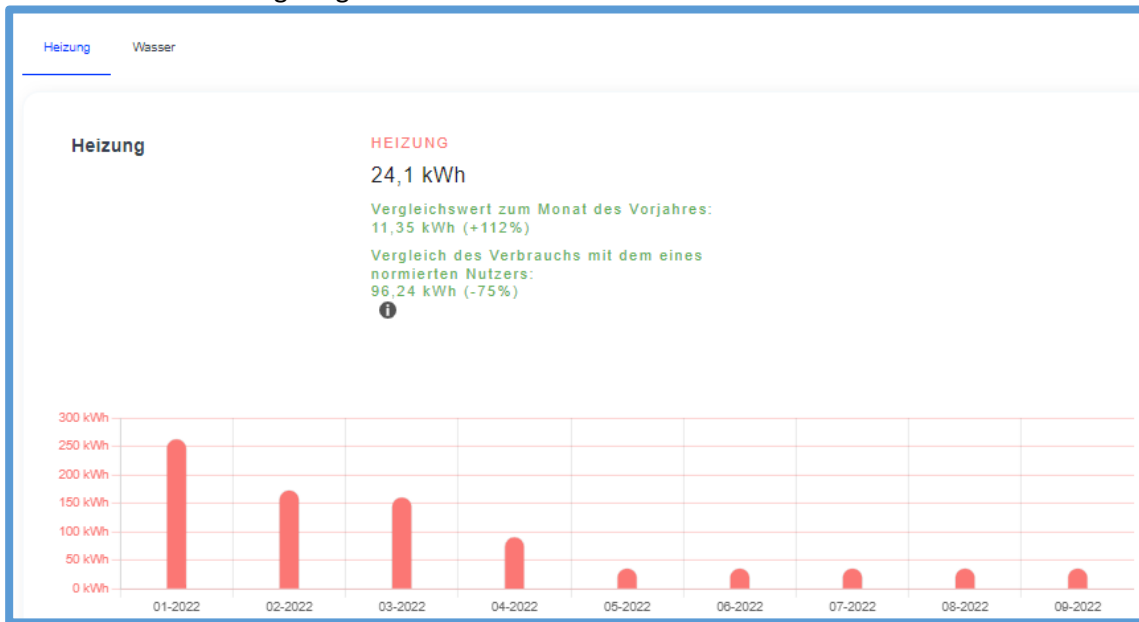 Heizung Wasser
Heizung
HEIZUNG
24,1 kWh
Vergleichswert zum Monat des Vorjahres:
11,35 kWh (+112%)
Vergleich des Verbrauchs mit dem eines
normierten Nutzers:
96,24 kWh (-75%)
i
300 kWh
250 kWh
200 kWh
150 kWh
100 kWh
50 kWh
0 kWh
01-2022 02-2022 03-2022 04-2022 05-2022 06-2022 07-2022 08-2022 09-2022